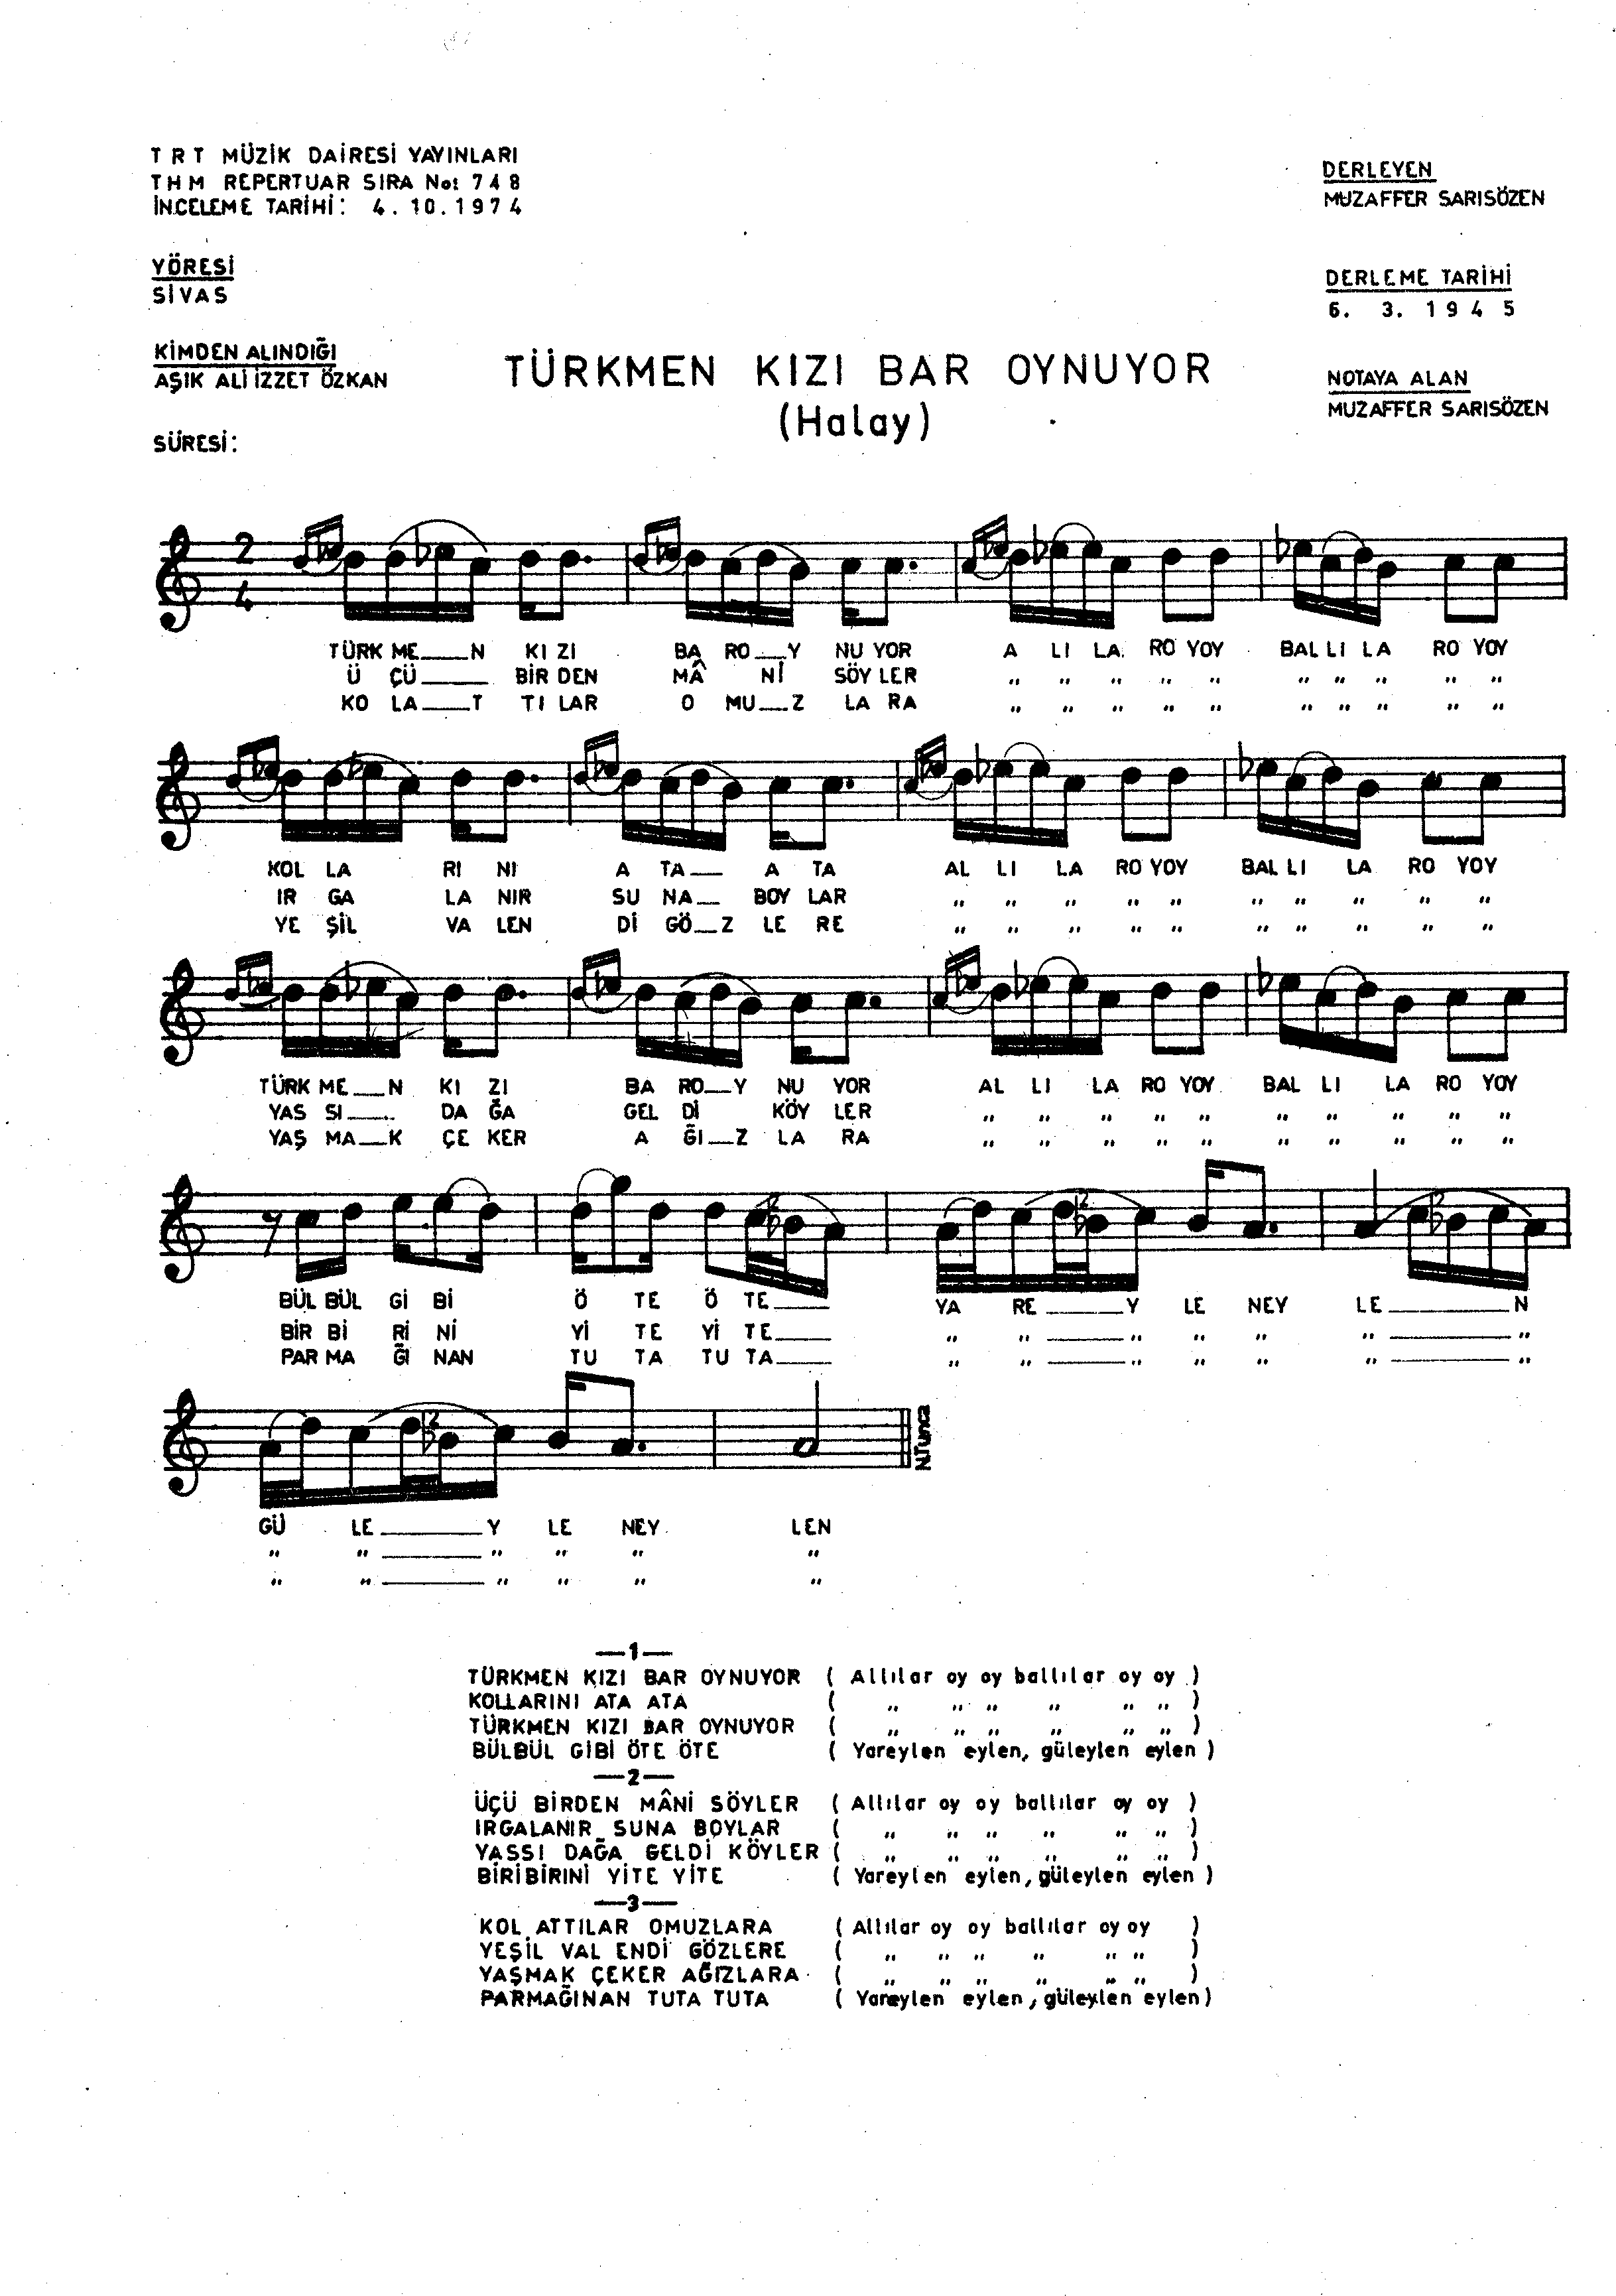 TRT MÜZİK DAİRESİ YAYINLARI
THM REPERTUAR SIRA No: 748
İNCELEME TARİHİ: 4.10.1974
DERLEYEN
MUZAFFER SARISÖZEN
YÖRESİ
SİVAS
DERLEME TARİHİ
6. 3. 1945
KİMDEN ALINDIĞI
AŞIK ALİ İZZET ÖZKAN
TÜRKMEN KIZI BAR OYNUYOR
(Halay)
NOTAYA ALAN
MUZAFFER SARISÖZEN
SÜRESİ:
2
4
TÜRK ME___N KI ZI BA RO___Y NU YOR A LI LA RO YOY BAL LI LA RO YOY
Ü ÇÜ___ BİR DEN MÂ Nİ SÖY LER " " " " " " " " " "
KO LA___T TI LAR O MU___Z LA RA " " " " " " " " " "
KOL LA RI NI A TA___ A TA AL LI LA RO YOY BAL LI LA RO YOY
IR GA LA NIR SU NA___ BOY LAR " " " " " " " " " "
YE ŞİL VA LEN Dİ GÖ___Z LE RE " " " " " " " " " "
TÜRK ME___N KI ZI BA RO___Y NU YOR AL LI LA RO YOY BAL LI LA RO YOY
YAS SI___ DA ĞA GEL Dİ KÖY LER " " " " " " " " " "
YAŞ MA___K ÇE KER A ĞI___Z LA RA " " " " " " " " " "
BÜL BÜL Gİ Bİ Ö TE Ö TE___ YA RE___Y LE NEY LE___N
BİR Bİ Rİ Nİ Yİ TE Yİ TE___ " "___" " " "___"
PAR MA ĞI NAN TU TA TU TA___ " "___" " " "___"
N.Tunca
GÜ LE___Y LE NEY LEN
" "___" " " "
" "___" " " "
—1—
TÜRKMEN KIZI BAR OYNUYOR ( Allılar oy oy ballılar oy oy )
KOLLARINI ATA ATA ( " " " " " " )
TÜRKMEN KIZI BAR OYNUYOR ( " " " " " " )
BÜLBÜL GİBİ ÖTE ÖTE ( Yareylen eylen, güleylen eylen )
—2—
ÜÇÜ BİRDEN MÂNİ SÖYLER ( Allılar oy oy ballılar oy oy )
IRGALANIR SUNA BOYLAR ( " " " " " " )
YASSI DAĞA GELDİ KÖYLER ( " " " " " " )
BİRİBİRİNİ YİTE YİTE ( Yareylen eylen, güleylen eylen )
—3—
KOL ATTILAR OMUZLARA ( Allılar oy oy ballılar oy oy )
YEŞİL VAL ENDİ GÖZLERE ( " " " " " " )
YAŞMAK ÇEKER AĞIZLARA ( " " " " " " )
PARMAĞINAN TUTA TUTA ( Yareylen eylen, güleylen eylen )